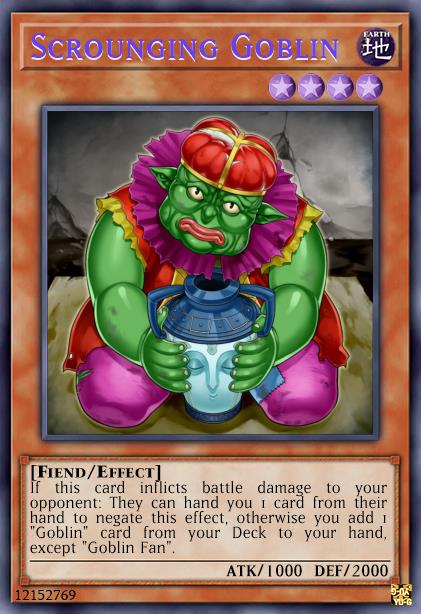 Scrounging Goblin
EARTH
地
[Fiend/Effect]
If this card inflicts battle damage to your
opponent: They can hand you 1 card from their
hand to negate this effect, otherwise you add 1
"Goblin" card from your Deck to your hand,
except "Goblin Fan".
ATK/1000 DEF/2000
12152769